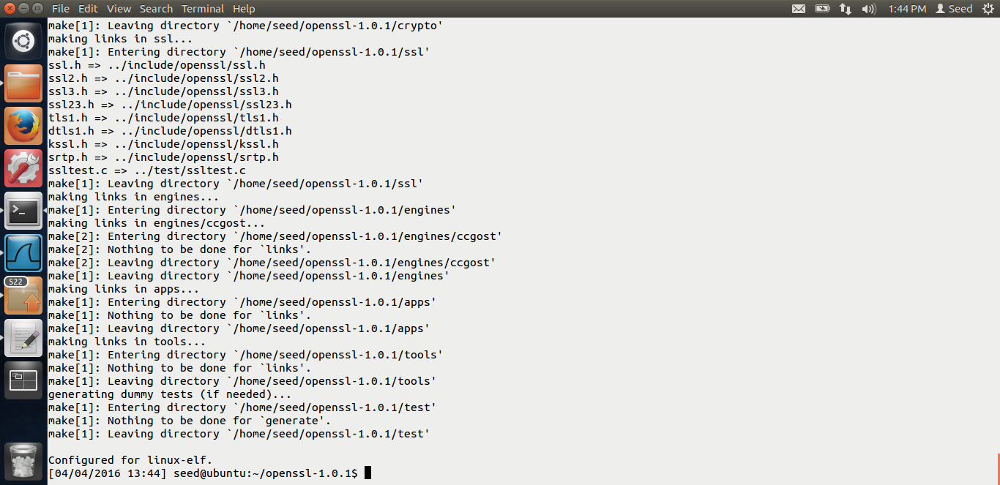 File Edit View Search Terminal Help 1:44 PM Seed
make[1]: Leaving directory `/home/seed/openssl-1.0.1/crypto'
making links in ssl...
make[1]: Entering directory `/home/seed/openssl-1.0.1/ssl'
ssl.h => ../include/openssl/ssl.h
ssl2.h => ../include/openssl/ssl2.h
ssl3.h => ../include/openssl/ssl3.h
ssl23.h => ../include/openssl/ssl23.h
tls1.h => ../include/openssl/tls1.h
dtls1.h => ../include/openssl/dtls1.h
kssl.h => ../include/openssl/kssl.h
srtp.h => ../include/openssl/srtp.h
ssltest.c => ../test/ssltest.c
make[1]: Leaving directory `/home/seed/openssl-1.0.1/ssl'
making links in engines...
make[1]: Entering directory `/home/seed/openssl-1.0.1/engines'
making links in engines/ccgost...
make[2]: Entering directory `/home/seed/openssl-1.0.1/engines/ccgost'
make[2]: Nothing to be done for `links'.
make[2]: Leaving directory `/home/seed/openssl-1.0.1/engines/ccgost'
make[1]: Leaving directory `/home/seed/openssl-1.0.1/engines'
making links in apps...
make[1]: Entering directory `/home/seed/openssl-1.0.1/apps'
make[1]: Nothing to be done for `links'.
make[1]: Leaving directory `/home/seed/openssl-1.0.1/apps'
making links in tools...
make[1]: Entering directory `/home/seed/openssl-1.0.1/tools'
make[1]: Nothing to be done for `links'.
make[1]: Leaving directory `/home/seed/openssl-1.0.1/tools'
generating dummy tests (if needed)...
make[1]: Entering directory `/home/seed/openssl-1.0.1/test'
make[1]: Nothing to be done for `generate'.
make[1]: Leaving directory `/home/seed/openssl-1.0.1/test'
Configured for linux-elf.
[04/04/2016 13:44] seed@ubuntu:~/openssl-1.0.1$
522